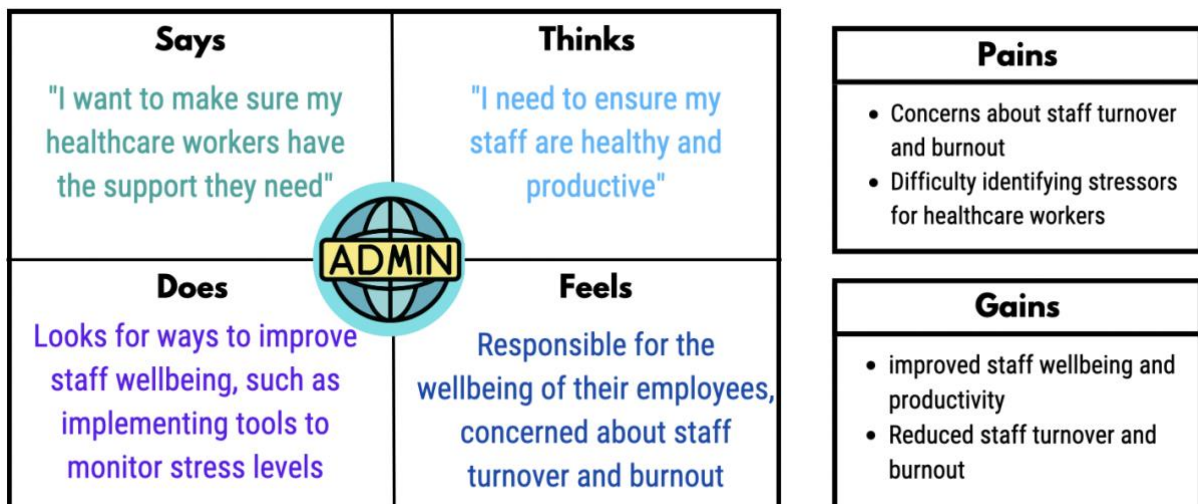 Says
"I want to make sure my
healthcare workers have
the support they need"
Thinks
"I need to ensure my
staff are healthy and
productive"
ADMIN
Does
Looks for ways to improve
staff wellbeing, such as
implementing tools to
monitor stress levels
Feels
Responsible for the
wellbeing of their employees,
concerned about staff
turnover and burnout
Pains
• Concerns about staff turnover
and burnout
• Difficulty identifying stressors
for healthcare workers
Gains
• improved staff wellbeing and
productivity
• Reduced staff turnover and
burnout